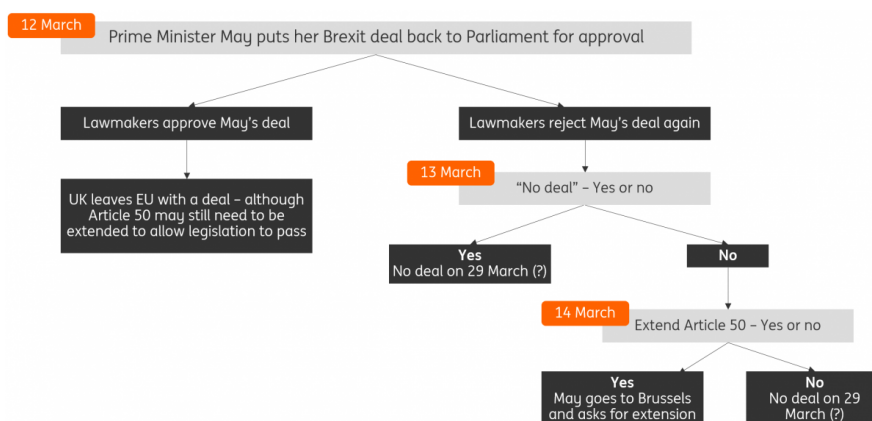 12 March
Prime Minister May puts her Brexit deal back to Parliament for approval
Lawmakers approve May's deal
Lawmakers reject May's deal again
13 March
UK leaves EU with a deal – although
Article 50 may still need to be
extended to allow legislation to pass
"No deal" – Yes or no
Yes
No deal on 29 March (?)
No
14 March
Extend Article 50 – Yes or no
Yes
May goes to Brussels
and asks for extension
No
No deal on 29
March (?)